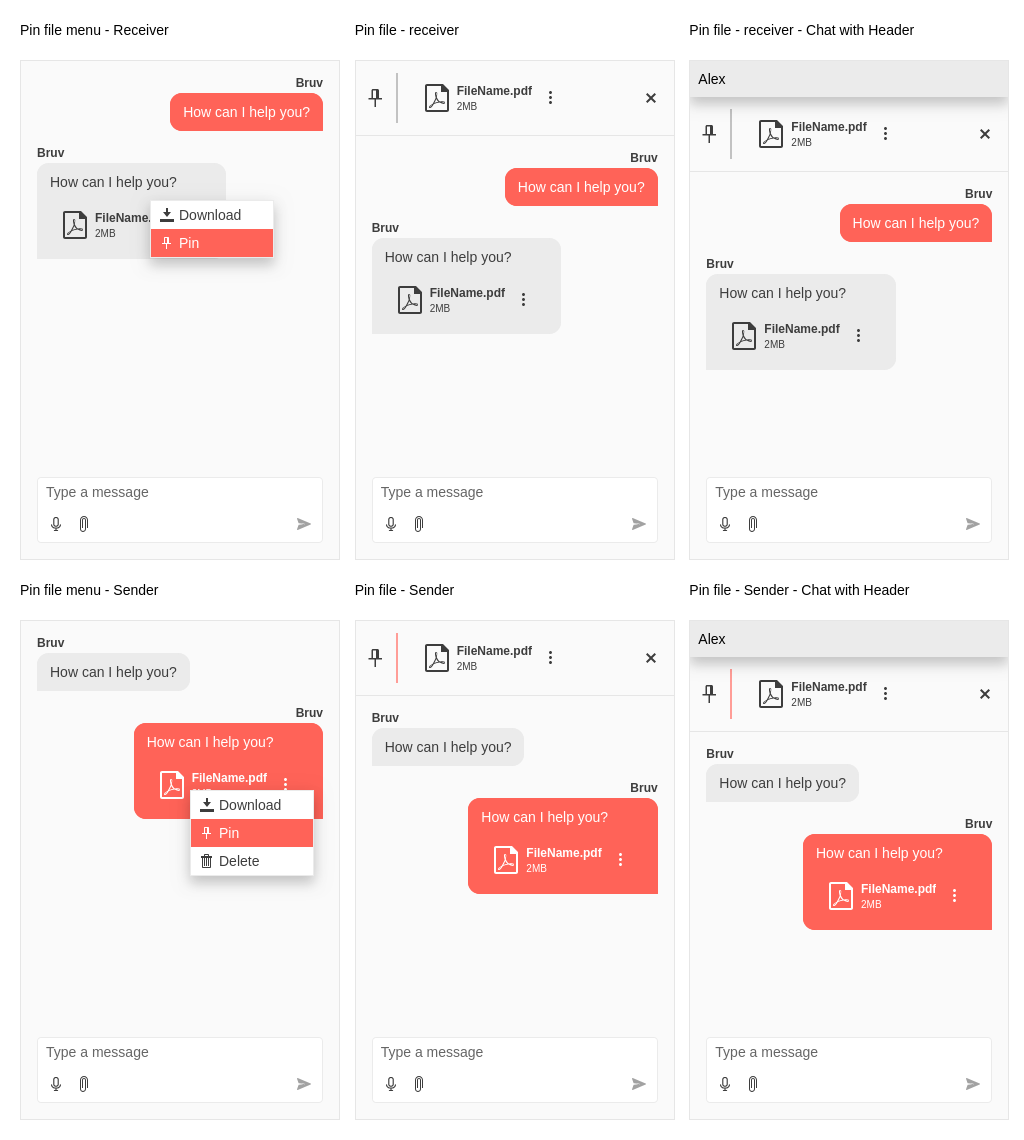 Pin file menu - Receiver
Bruv
How can I help you?
Bruv
How can I help you?
FileName.
2MB
Download
Pin
Type a message
Pin file - receiver
FileName.pdf
2MB
Bruv
How can I help you?
Bruv
How can I help you?
FileName.pdf
2MB
Type a message
Pin file - receiver - Chat with Header
Alex
FileName.pdf
2MB
Bruv
How can I help you?
Bruv
How can I help you?
FileName.pdf
2MB
Type a message
Pin file menu - Sender
Bruv
How can I help you?
Bruv
How can I help you?
FileName.pdf
Download
Pin
Delete
Type a message
Pin file - Sender
FileName.pdf
2MB
Bruv
How can I help you?
Bruv
How can I help you?
FileName.pdf
2MB
Type a message
Pin file - Sender - Chat with Header
Alex
FileName.pdf
2MB
Bruv
How can I help you?
Bruv
How can I help you?
FileName.pdf
2MB
Type a message